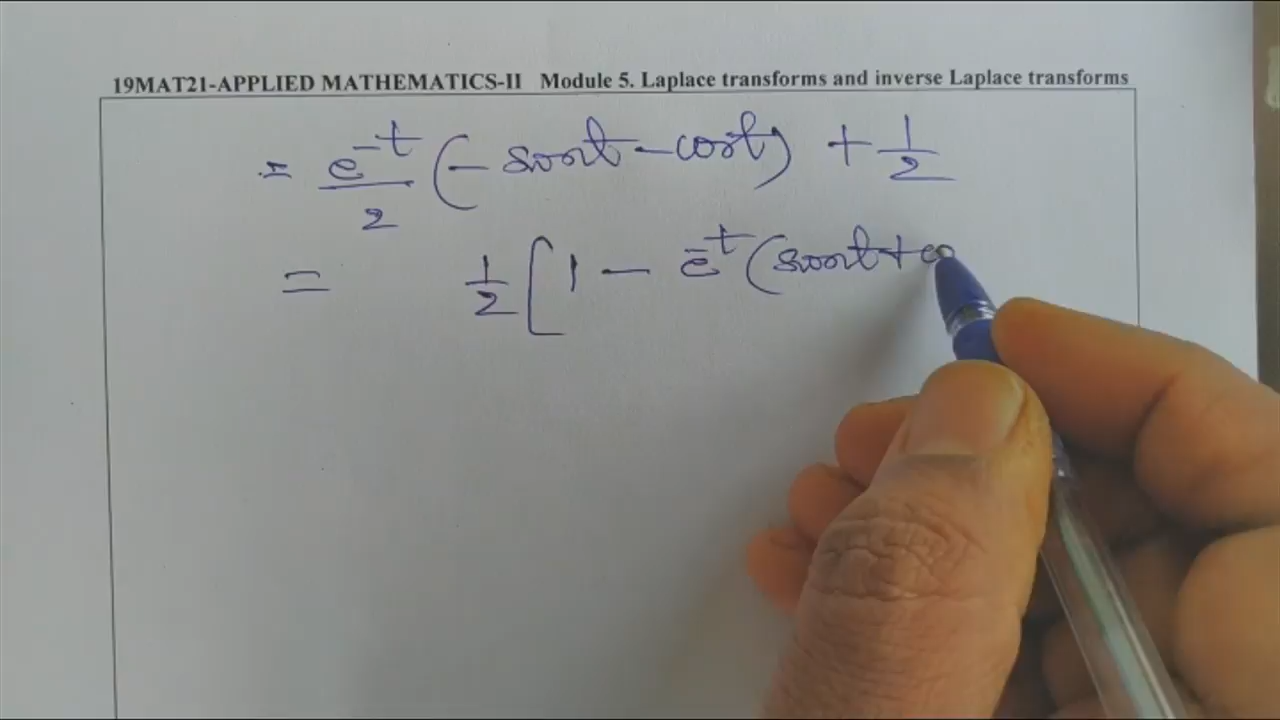 19MAT21-APPLIED MATHEMATICS-II Module 5. Laplace transforms and inverse Laplace transforms
= e^-t/2 (- sint - cost) + 1/2
= 1/2 [ 1 - e^-t (sint + co